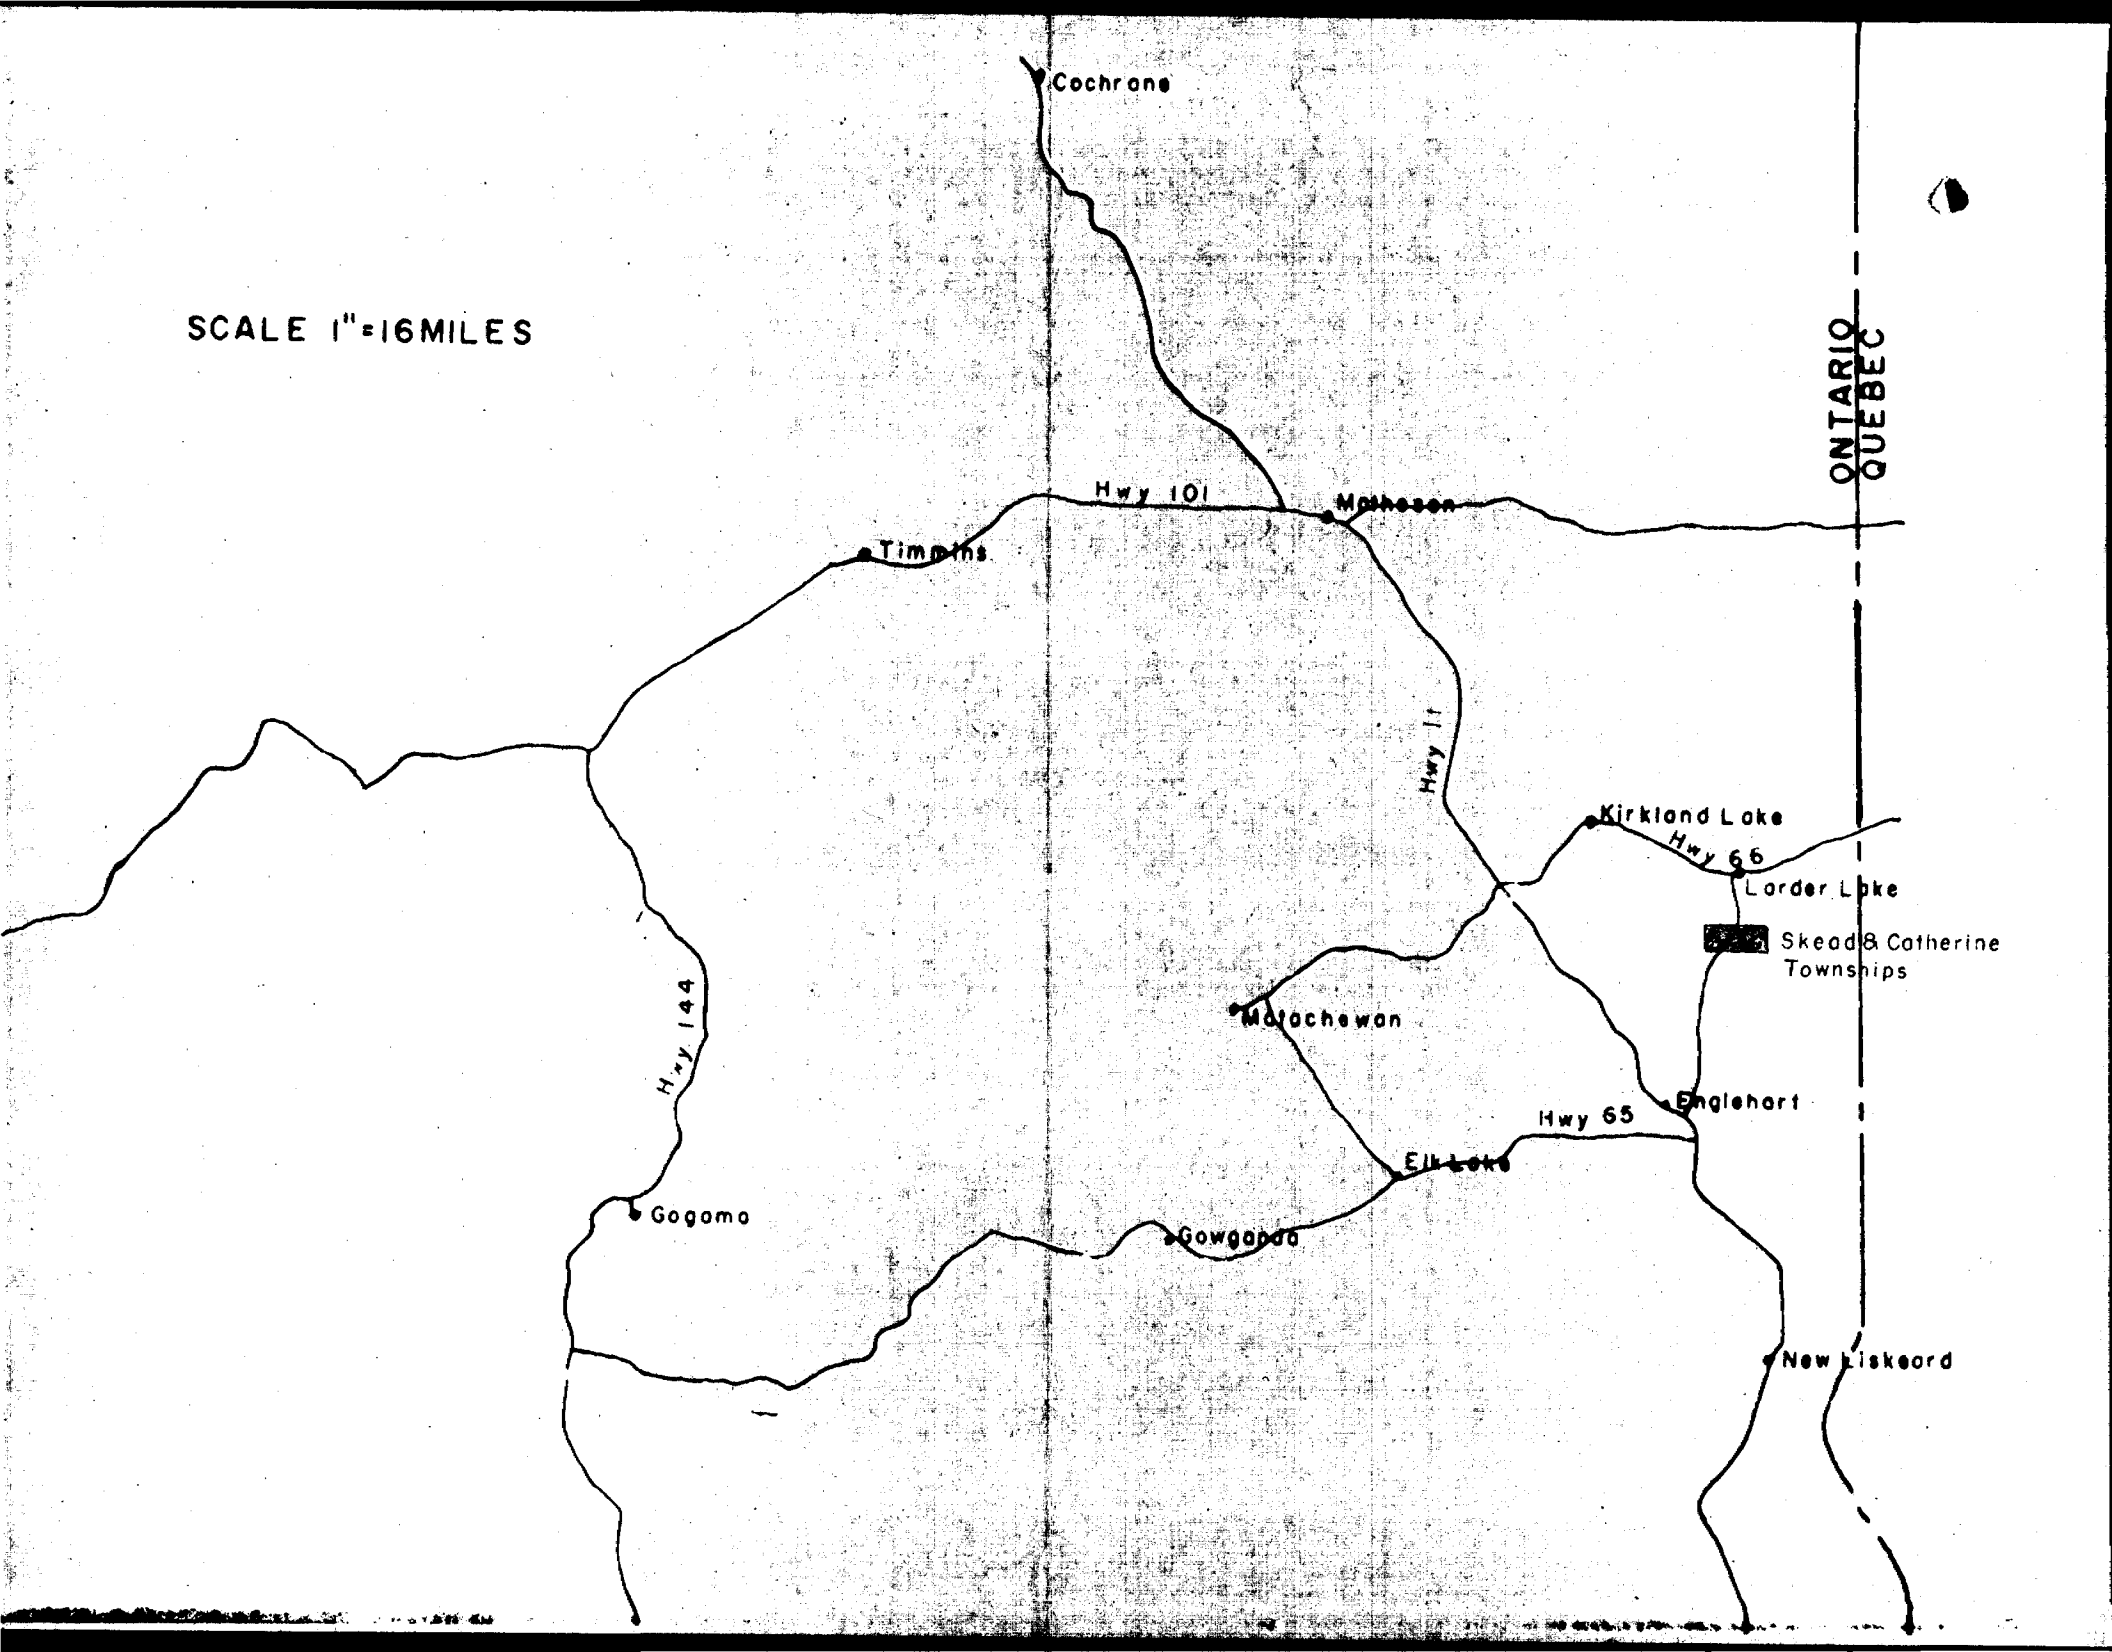 Cochrane
SCALE 1"=16MILES
ONTARIO
QUEBEC
Hwy 101
Matheson
Timmins
Hwy 11
Kirkland Lake
Hwy 66
Larder Lake
Skead & Catherine
Townships
Hwy 144
Matachewan
Englehart
Hwy 65
Elk Lake
Gogama
Gowganda
New Liskeard